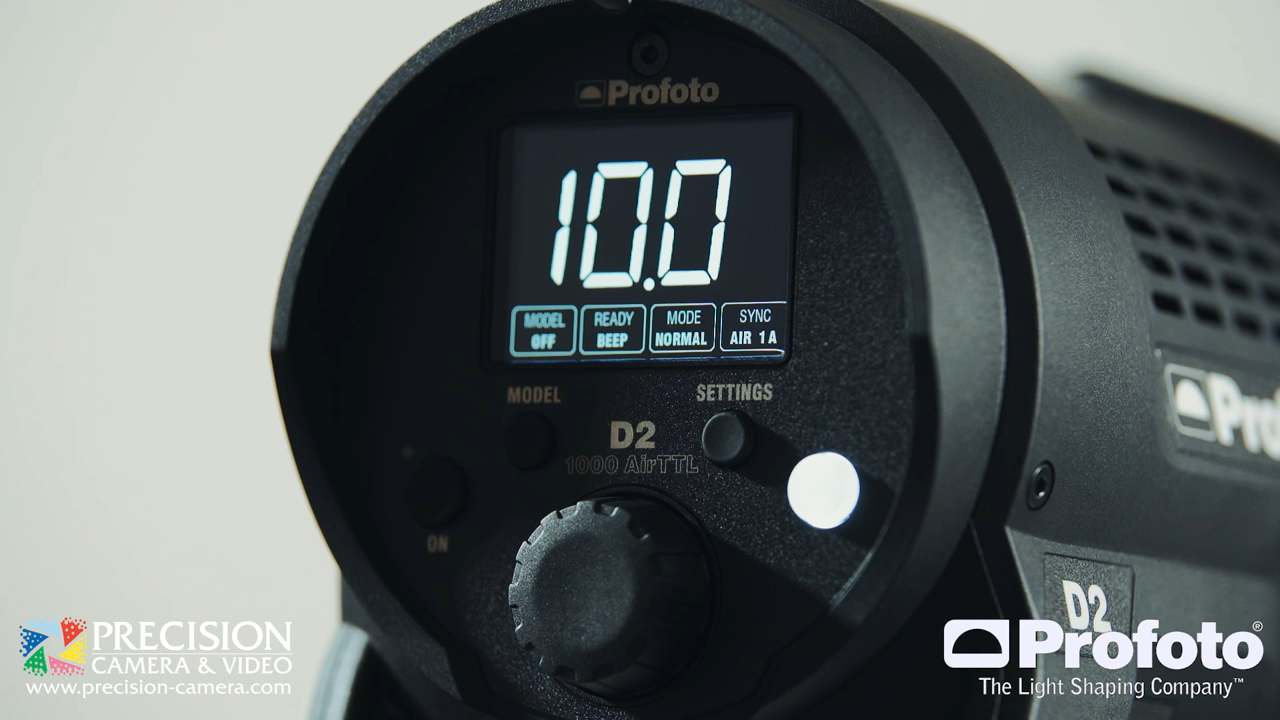 Profoto
10.0
MODEL OFF
READY BEEP
MODE NORMAL
SYNC AIR 1A
MODEL
SETTINGS
D2
1000 AirTTL
ON
Profo
D2
PRECISION
CAMERA & VIDEO
www.precision-camera.com
Profoto®
The Light Shaping Company™